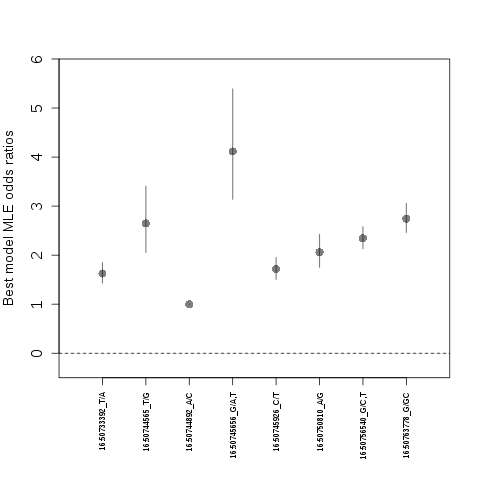 Best model MLE odds ratios
6
5
4
3
2
1
0
16:50733392_T/A
16:50744565_T/G
16:50744892_A/C
16:50745656_G/A,T
16:50745926_C/T
16:50750810_A/G
16:50756540_G/C,T
16:50763778_G/GC